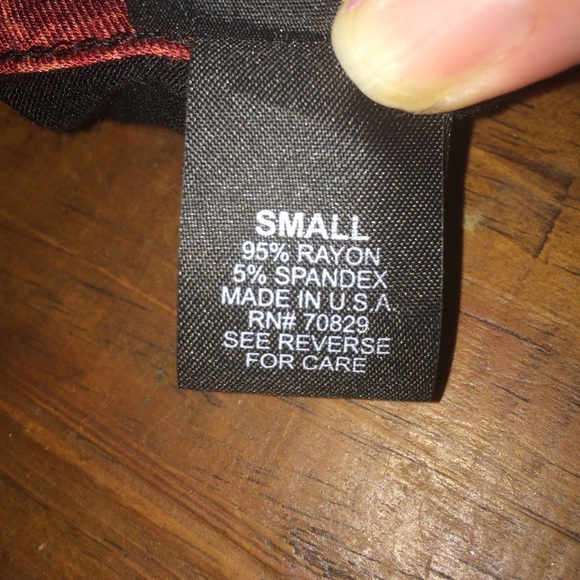 SMALL
95% RAYON
5% SPANDEX
MADE IN U.S.A.
RN# 70829
SEE REVERSE
FOR CARE